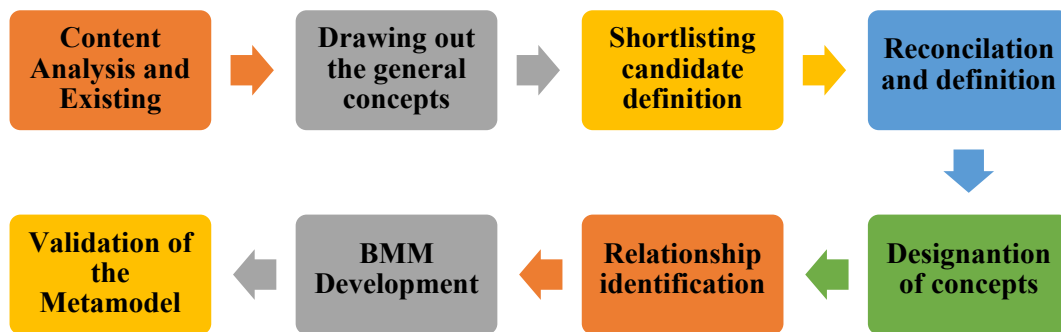 Content
Analysis and
Existing
Drawing out
the general
concepts
Shortlisting
candidate
definition
Reconcilation
and definition
Designantion
of concepts
Relationship
identification
BMM
Development
Validation of
the
Metamodel